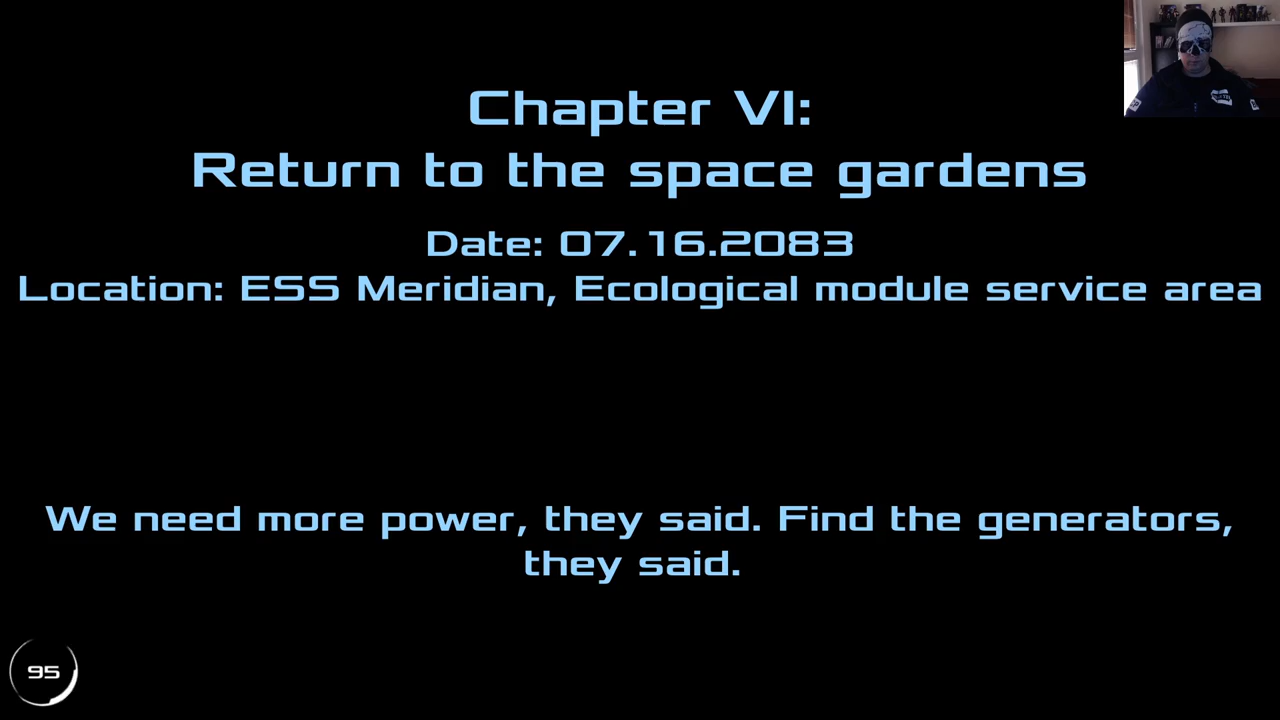 Chapter VI:
Return to the space gardens
Date: 07.16.2083
Location: ESS Meridian, Ecological module service area
We need more power, they said. Find the generators,
they said.
95